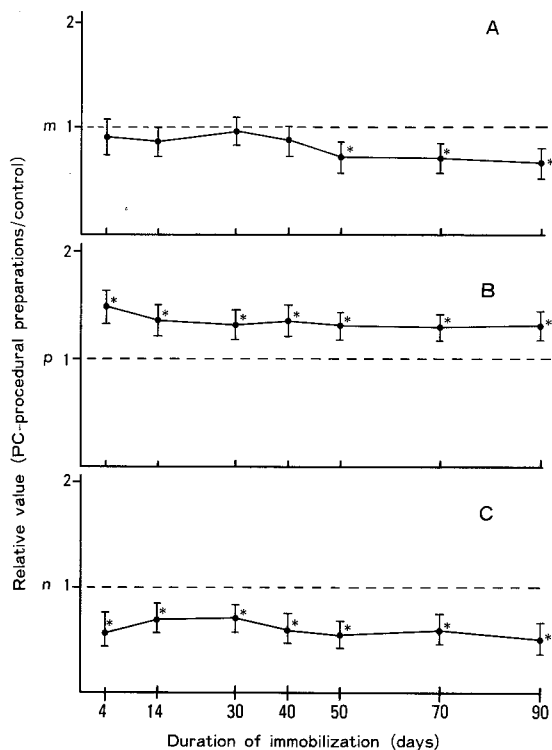 2
A
m 1
*
*
*
2
B
*
*
*
*
*
*
*
p 1
2
C
n 1
*
*
*
*
*
*
*
4 14 30 40 50 70 90
Duration of immobilization (days)
Relative value (PC-procedural preparations/control)